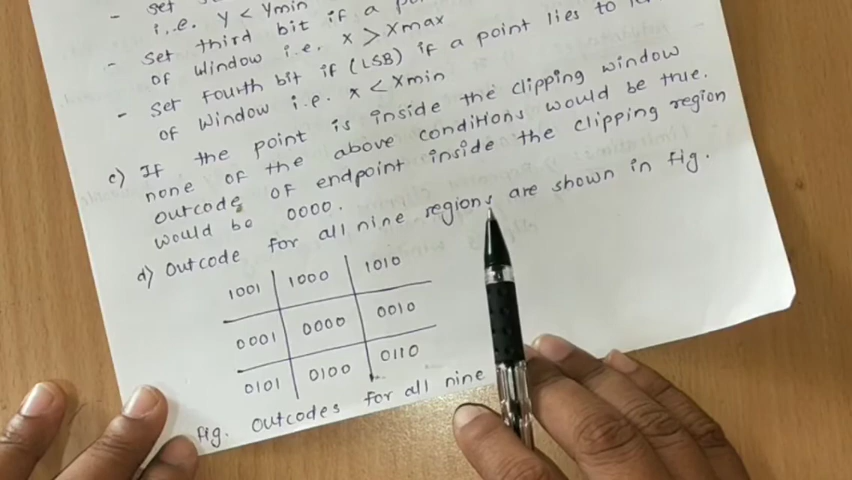 - Set
i.e. Y < Ymin
- Set third bit if a
of window i.e. X > Xmax
- Set Fourth bit if (LSB) if a point lies to
of window i.e. X < Xmin
c) If the point is inside the clipping window
none of the above conditions would be true.
Outcode of endpoint inside the clipping region
would be 0000.
d) Outcode for all nine regions are shown in fig.
1001 1000 1010
0001 0000 0010
0101 0100 0110
Fig. Outcodes for all nine